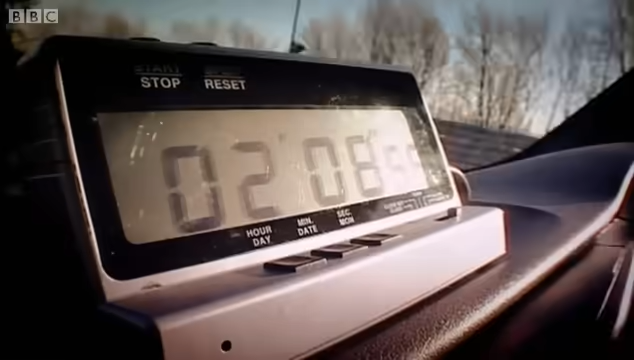 BBC
START
STOP
RESET
02 08
HOUR
DAY
MIN.
DATE
SEC.
MON